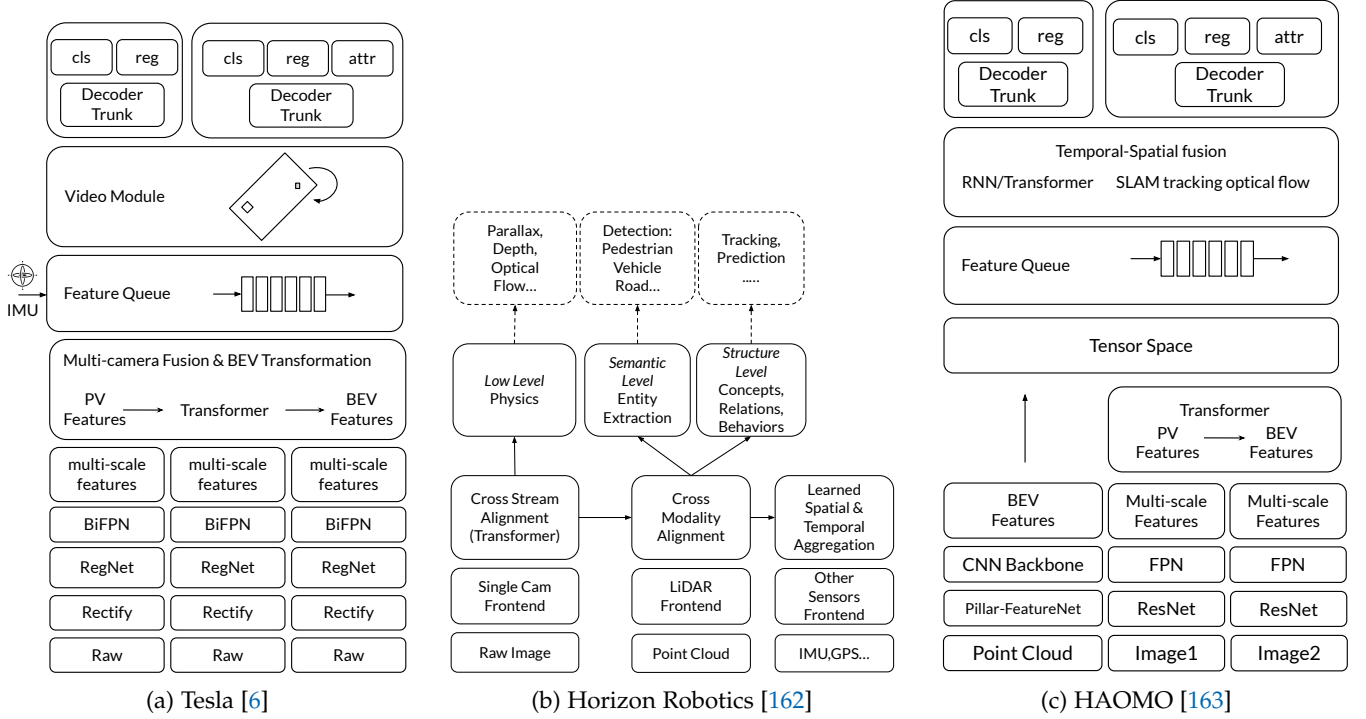 cls
reg
Decoder
Trunk
cls
reg
attr
Decoder
Trunk
Video Module
IMU
Feature Queue
Multi-camera Fusion & BEV Transformation
PV
Features
Transformer
BEV
Features
multi-scale
features
multi-scale
features
multi-scale
features
BiFPN
BiFPN
BiFPN
RegNet
RegNet
RegNet
Rectify
Rectify
Rectify
Raw
Raw
Raw
(a) Tesla [6]
Parallax,
Depth,
Optical
Flow...
Detection:
Pedestrian
Vehicle
Road...
Tracking,
Prediction
.....
Low Level
Physics
Semantic
Level
Entity
Extraction
Structure
Level
Concepts,
Relations,
Behaviors
Cross Stream
Alignment
(Transformer)
Cross
Modality
Alignment
Learned
Spatial &
Temporal
Aggregation
Single Cam
Frontend
LiDAR
Frontend
Other
Sensors
Frontend
Raw Image
Point Cloud
IMU,GPS...
(b) Horizon Robotics [162]
cls
reg
Decoder
Trunk
cls
reg
attr
Decoder
Trunk
Temporal-Spatial fusion
RNN/Transformer
SLAM tracking optical flow
Feature Queue
Tensor Space
Transformer
PV
Features
BEV
Features
BEV
Features
Multi-scale
Features
Multi-scale
Features
CNN Backbone
FPN
FPN
Pillar-FeatureNet
ResNet
ResNet
Point Cloud
Image1
Image2
(c) HAOMO [163]